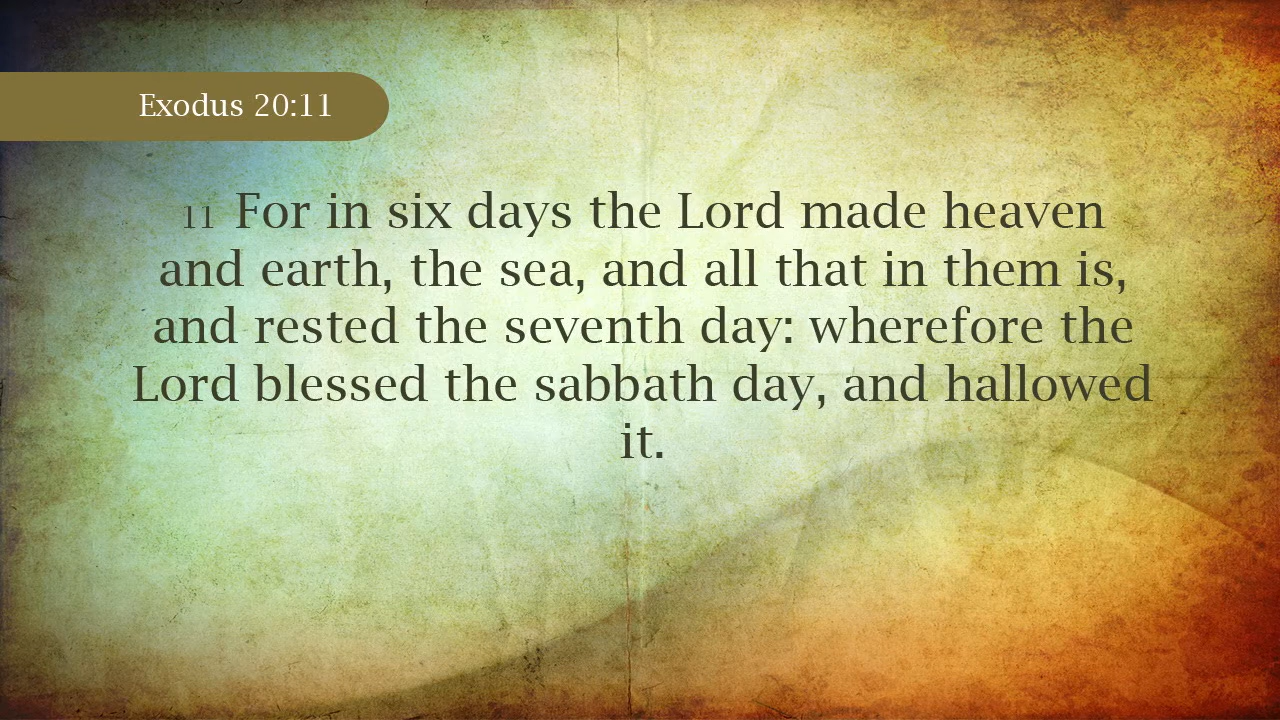 Exodus 20:11
11 For in six days the Lord made heaven
and earth, the sea, and all that in them is,
and rested the seventh day: wherefore the
Lord blessed the sabbath day, and hallowed
it.